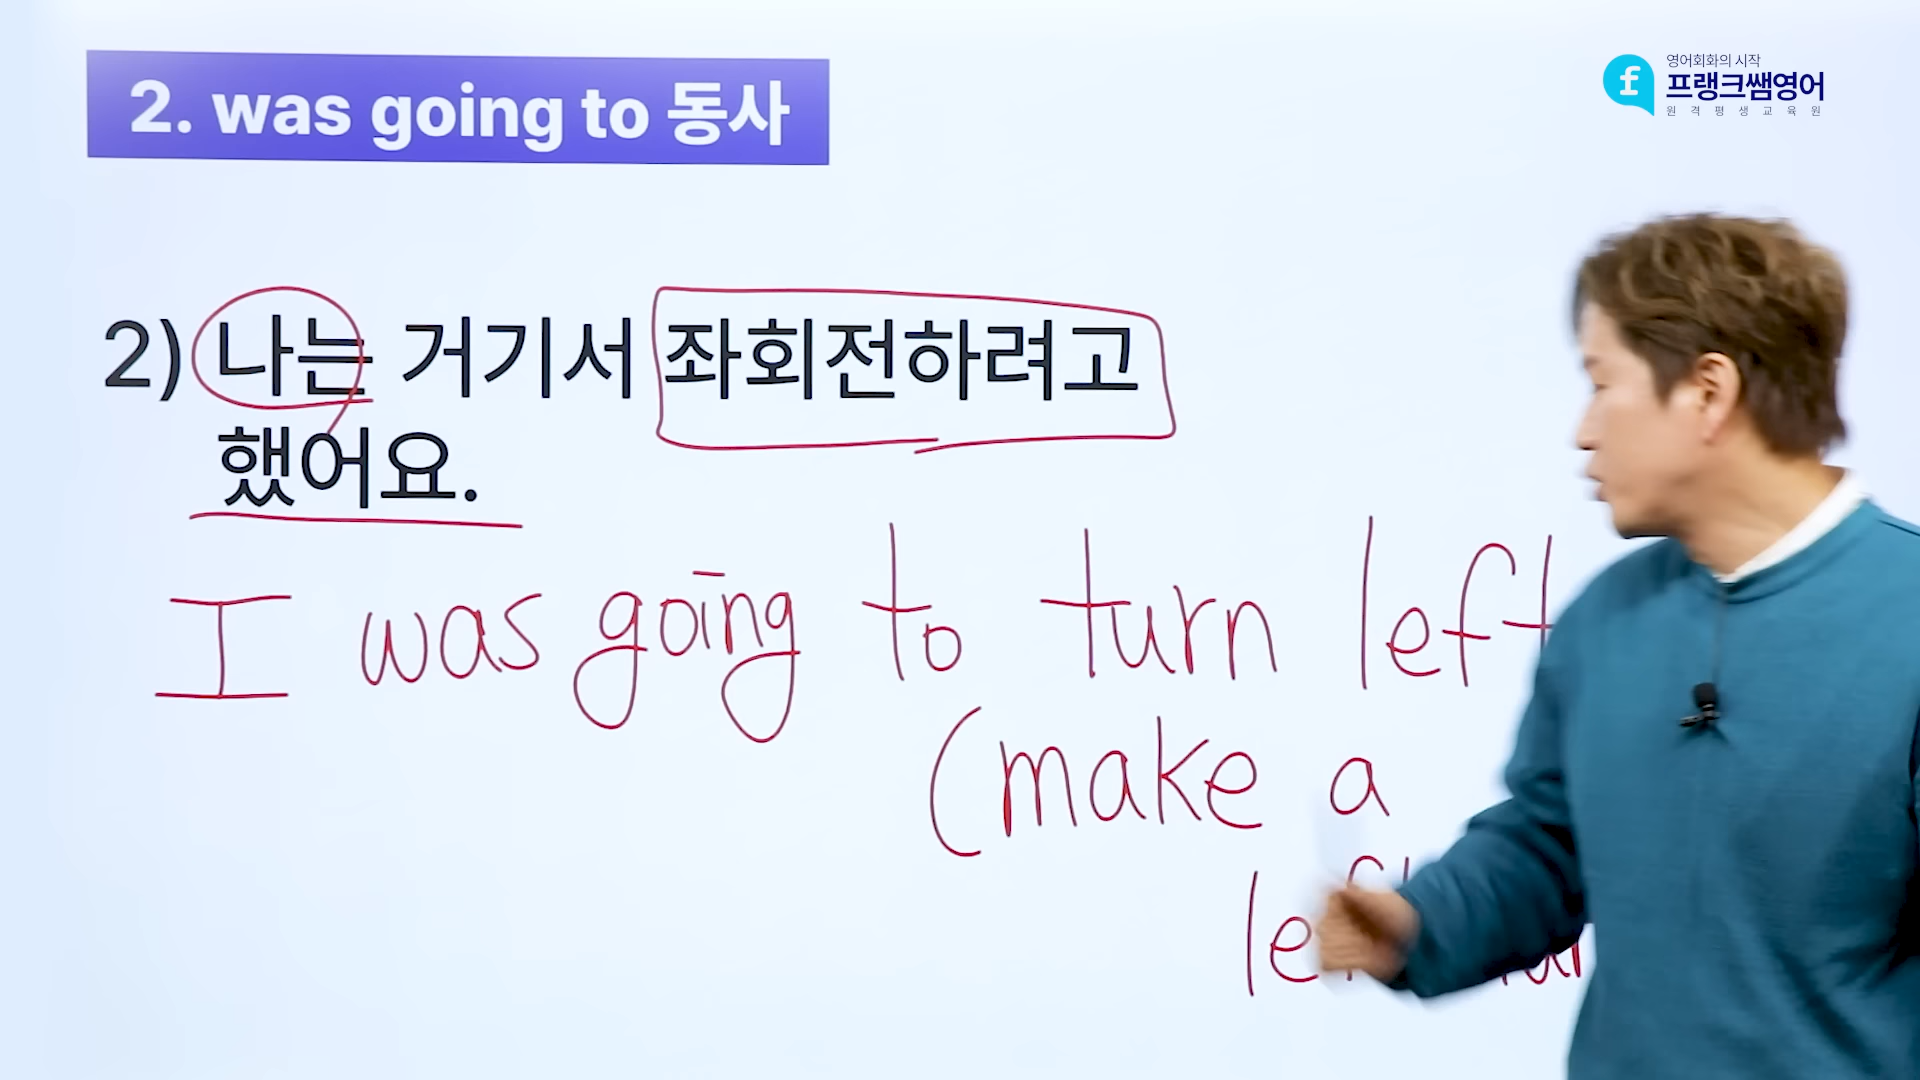 2. was going to 동사
영어회화의 시작
프랭크쌤영어
원격평생교육원
2) 나는 거기서 좌회전하려고
했어요.
I was going to turn left
(make a